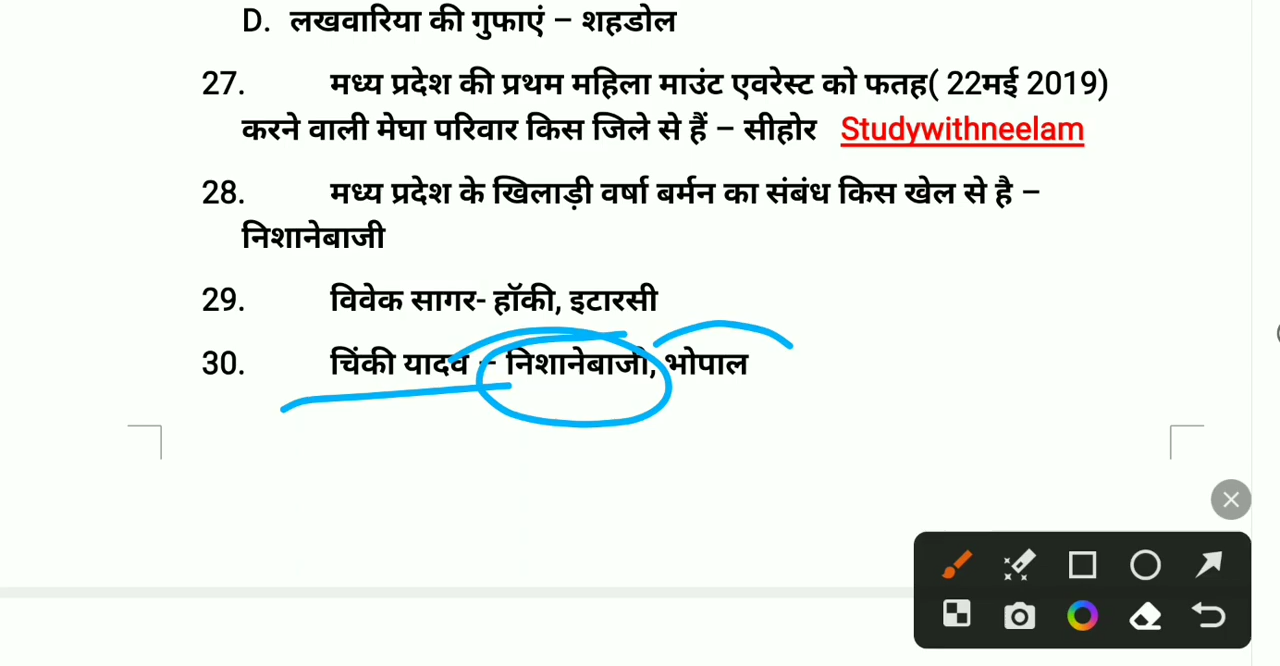 D. लखवारिया की गुफाएं – शहडोल
27. मध्य प्रदेश की प्रथम महिला माउंट एवरेस्ट को फतह( 22मई 2019)
करने वाली मेघा परिवार किस जिले से हैं – सीहोर Studywithneelam
28. मध्य प्रदेश के खिलाड़ी वर्षा बर्मन का संबंध किस खेल से है –
निशानेबाजी
29. विवेक सागर- हॉकी, इटारसी
30. चिंकी यादव – निशानेबाजी, भोपाल